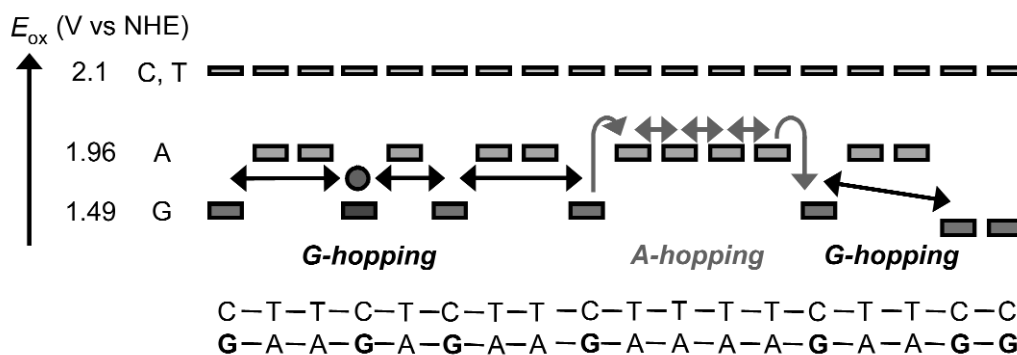 E_ox (V vs NHE)
2.1 C, T
1.96 A
1.49 G
G-hopping A-hopping G-hopping
C–T–T–C–T–C–T–T–C–T–T–T–T–C–T–T–C–C
G–A–A–G–A–G–A–A–G–A–A–A–A–G–A–A–G–G